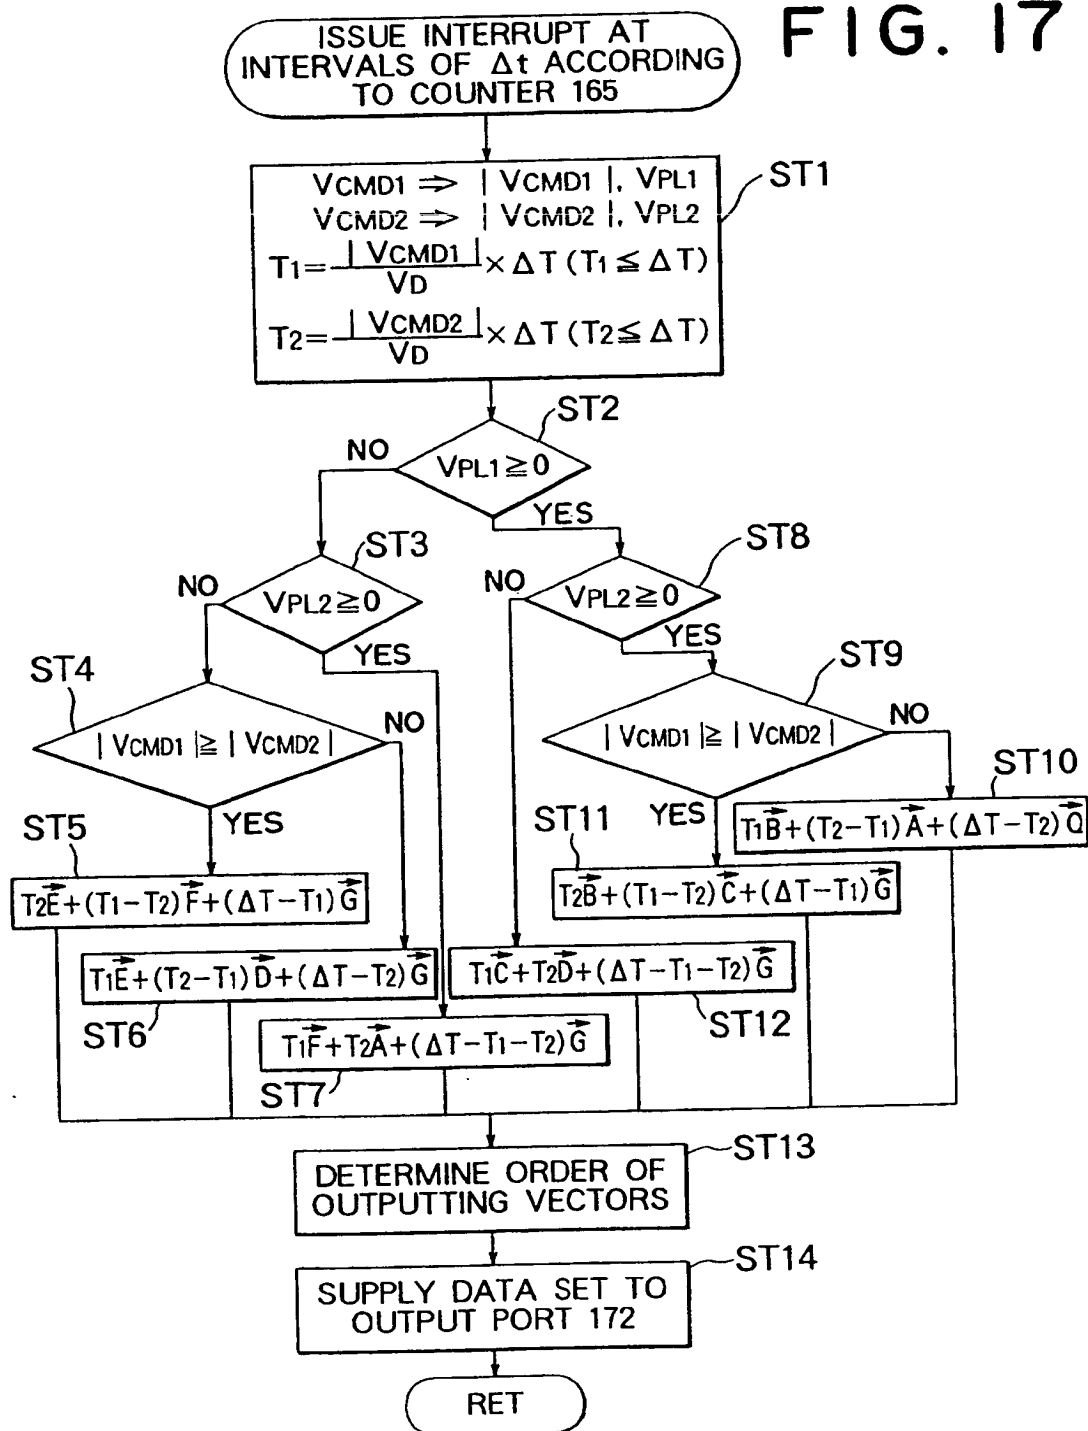 FIG. 17
ISSUE INTERRUPT AT
INTERVALS OF Δt ACCORDING
TO COUNTER 165
ST1
VCMD1 ⇒ | VCMD1 |, VPL1
VCMD2 ⇒ | VCMD2 |, VPL2
T1 = | VCMD1 | / VD × ΔT (T1 ≦ ΔT)
T2 = | VCMD2 | / VD × ΔT (T2 ≦ ΔT)
ST2
NO
VPL1 ≧ 0
YES
ST3
ST8
NO
VPL2 ≧ 0
YES
NO
VPL2 ≧ 0
YES
ST4
ST9
| VCMD1 | ≧ | VCMD2 |
NO
YES
| VCMD1 | ≧ | VCMD2 |
NO
YES
ST10
T1B⃗+(T2−T1)A⃗+(ΔT−T2)Q⃗
ST5
ST11
T2E⃗+(T1−T2)F⃗+(ΔT−T1)G⃗
T2B⃗+(T1−T2)C⃗+(ΔT−T1)G⃗
T1E⃗+(T2−T1)D⃗+(ΔT−T2)G⃗
T1C⃗+T2D⃗+(ΔT−T1−T2)G⃗
ST6
ST12
T1F⃗+T2A⃗+(ΔT−T1−T2)G⃗
ST7
ST13
DETERMINE ORDER OF
OUTPUTTING VECTORS
ST14
SUPPLY DATA SET TO
OUTPUT PORT 172
RET